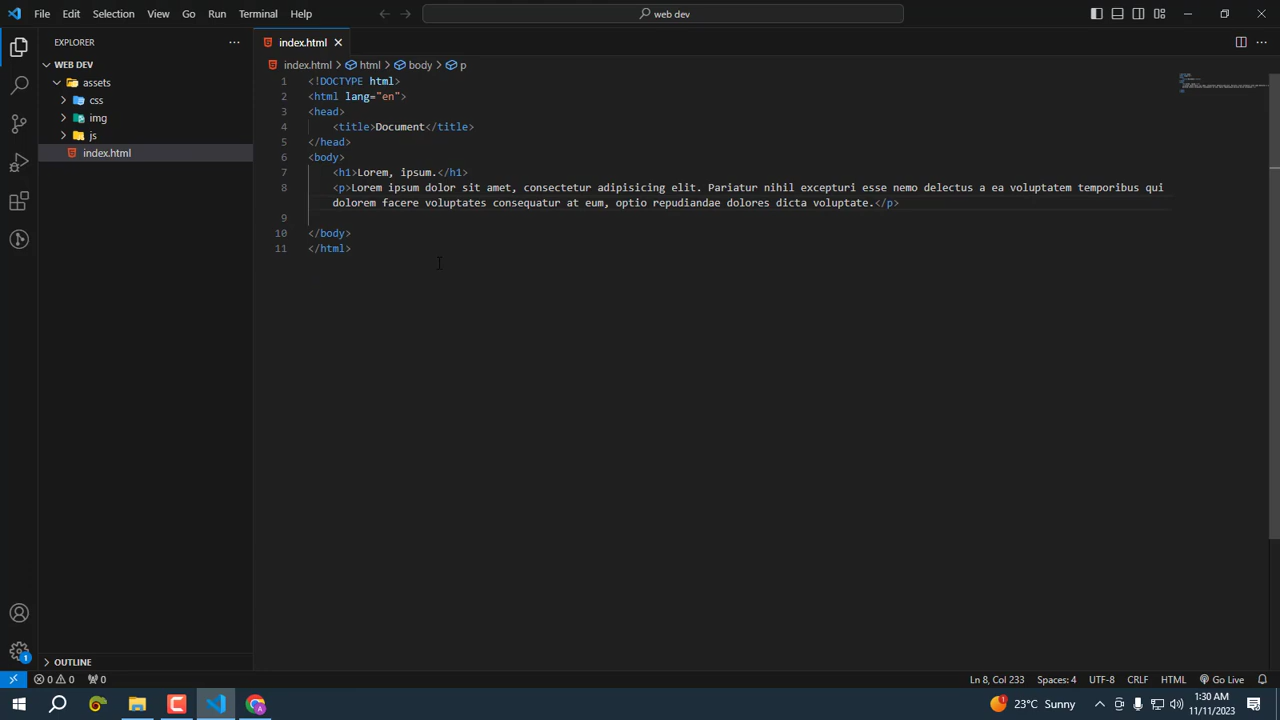 File Edit Selection View Go Run Terminal Help
web dev
EXPLORER
WEB DEV
assets
css
img
js
index.html
OUTLINE
index.html
index.html > html > body > p
1 <!DOCTYPE html>
2 <html lang="en">
3 <head>
4 <title>Document</title>
5 </head>
6 <body>
7 <h1>Lorem, ipsum.</h1>
8 <p>Lorem ipsum dolor sit amet, consectetur adipisicing elit. Pariatur nihil excepturi esse nemo delectus a ea voluptatem temporibus qui
dolorem facere voluptates consequatur at eum, optio repudiandae dolores dicta voluptate.</p>
9
10 </body>
11 </html>
1
0 0 0 Ln 8, Col 233 Spaces: 4 UTF-8 CRLF HTML Go Live
1 23°C Sunny 1:30 AM
11/11/2023